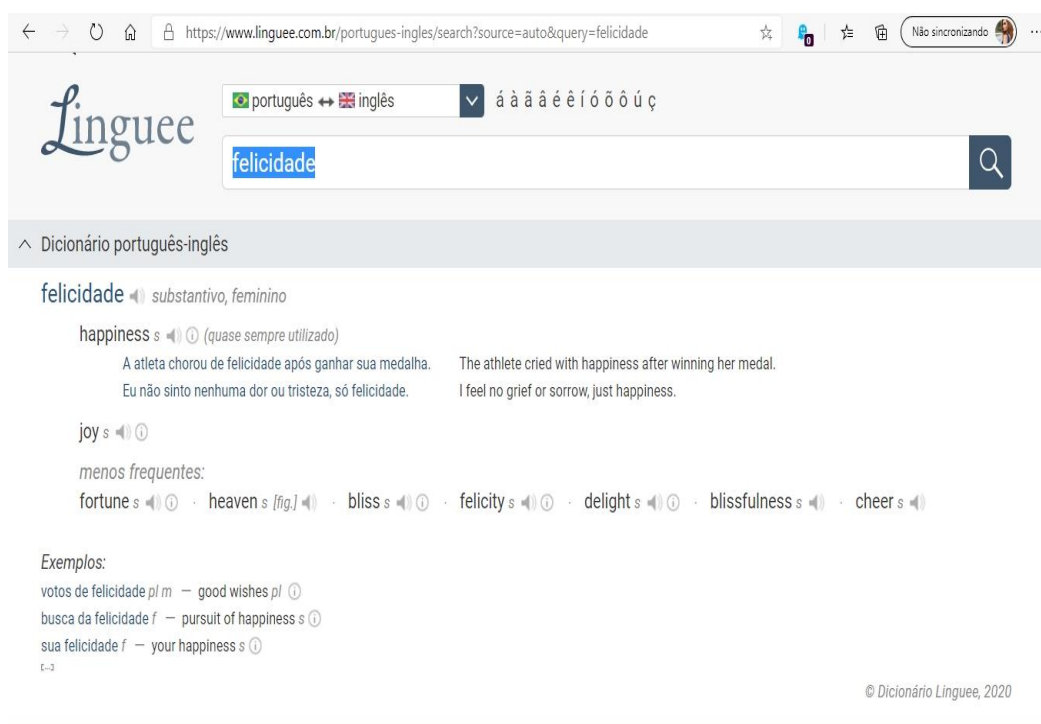 https://www.linguee.com.br/portugues-ingles/search?source=auto&query=felicidade
0
Não sincronizando
Linguee
português ↔ inglês
á à ã â é ê í ó õ ô ú ç
felicidade
Dicionário português-inglês
felicidade substantivo, feminino
happiness s (quase sempre utilizado)
A atleta chorou de felicidade após ganhar sua medalha. The athlete cried with happiness after winning her medal.
Eu não sinto nenhuma dor ou tristeza, só felicidade. I feel no grief or sorrow, just happiness.
joy s
menos frequentes:
fortune s · heaven s [fig.] · bliss s · felicity s · delight s · blissfulness s · cheer s
Exemplos:
votos de felicidade pl m — good wishes pl
busca da felicidade f — pursuit of happiness s
sua felicidade f — your happiness s
[...]
© Dicionário Linguee, 2020